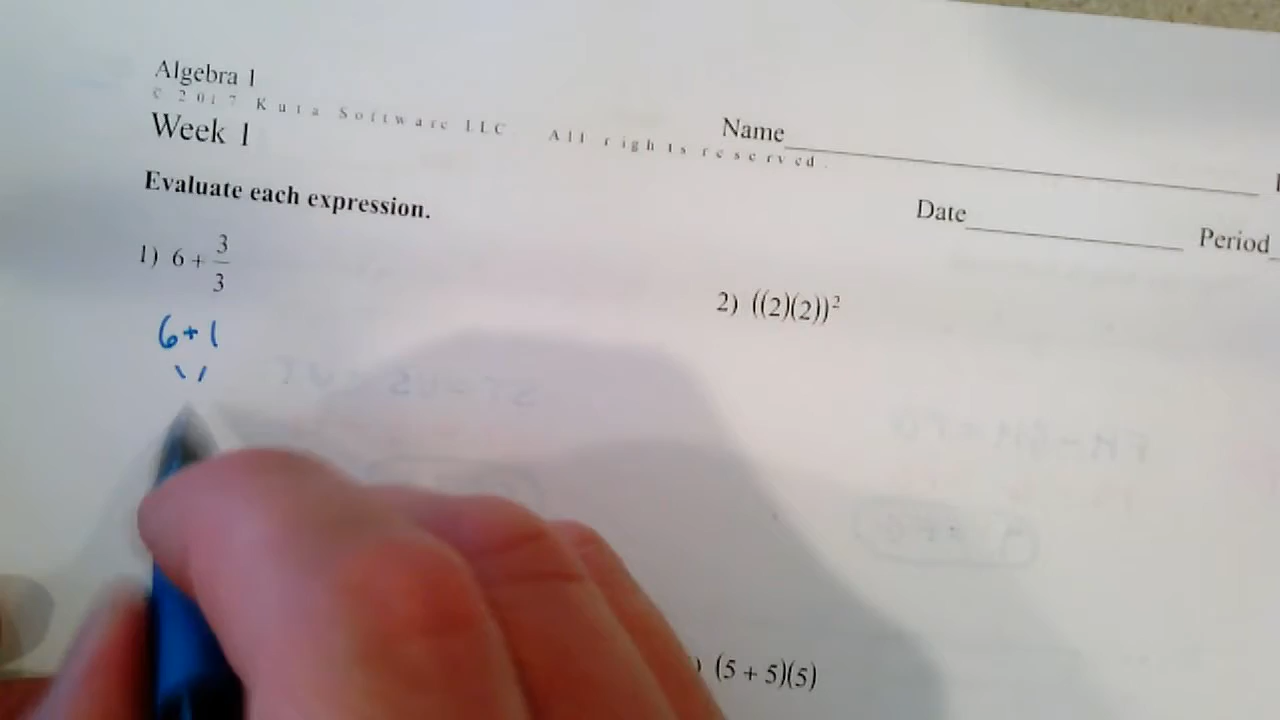 Algebra 1
© 2017 Kuta Software LLC All rights reserved.
Week 1
Name
Date
Period
Evaluate each expression.
1) 6 + 3/3
6 + 1
2) ((2)(2))²
) (5 + 5)(5)